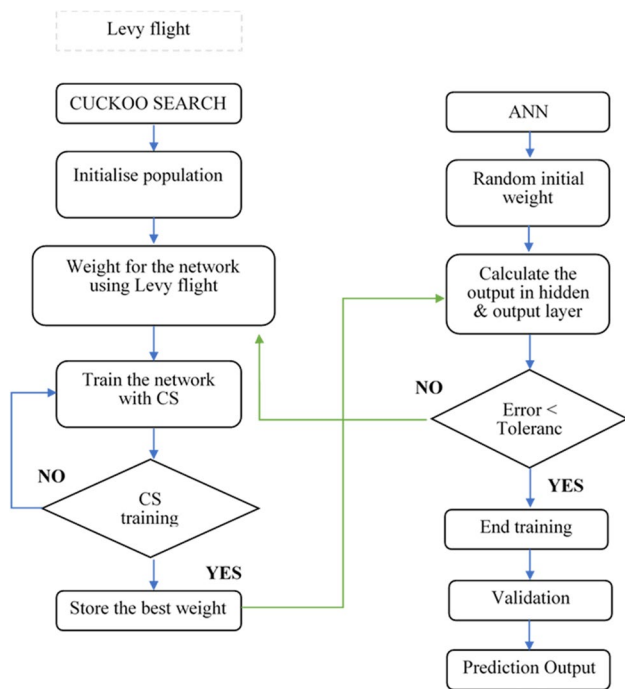 Levy flight
CUCKOO SEARCH
Initialise population
Weight for the network
using Levy flight
Train the network
with CS
NO
CS
training
YES
Store the best weight
ANN
Random initial
weight
Calculate the
output in hidden
& output layer
NO
Error <
Toleranc
YES
End training
Validation
Prediction Output